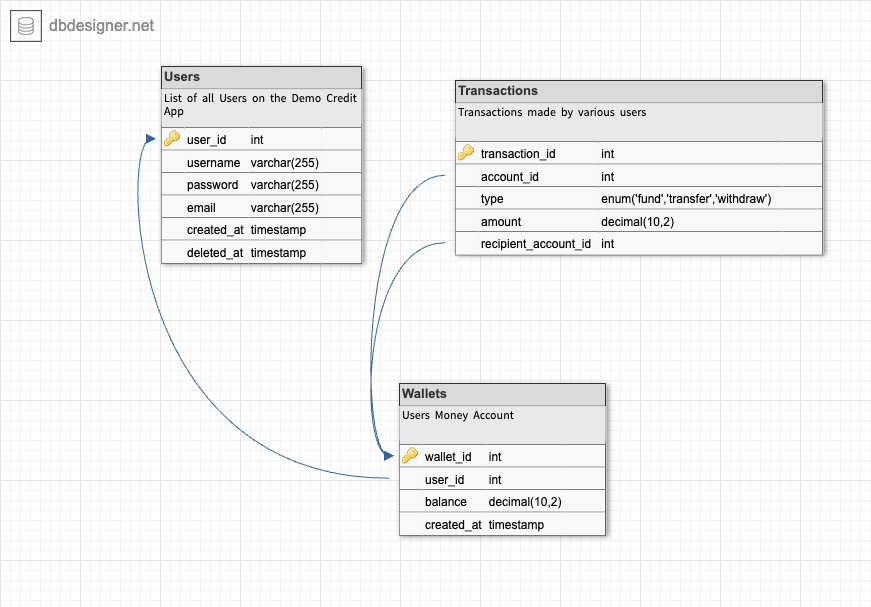 dbdesigner.net
Users
List of all Users on the Demo Credit
App
user_id int
username varchar(255)
password varchar(255)
email varchar(255)
created_at timestamp
deleted_at timestamp
Transactions
Transactions made by various users
transaction_id int
account_id int
type enum('fund','transfer','withdraw')
amount decimal(10,2)
recipient_account_id int
Wallets
Users Money Account
wallet_id int
user_id int
balance decimal(10,2)
created_at timestamp